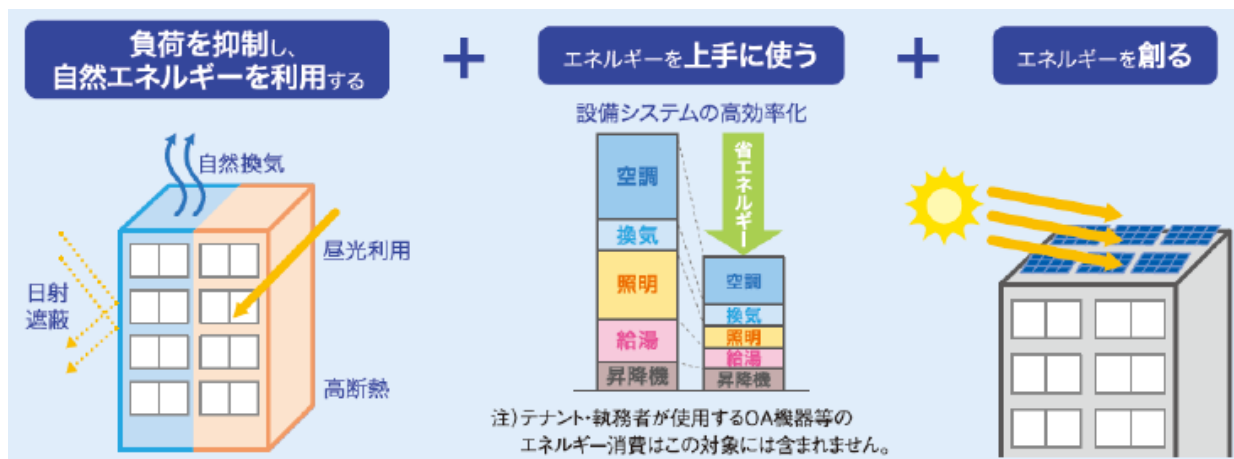 負荷を抑制し、
自然エネルギーを利用する
+
エネルギーを上手に使う
+
エネルギーを創る
自然換気
昼光利用
日射
遮蔽
高断熱
設備システムの高効率化
空調
換気
照明
給湯
昇降機
省エネルギー
空調
換気
照明
給湯
昇降機
注)テナント・執務者が使用するOA機器等の
エネルギー消費はこの対象には含まれません。